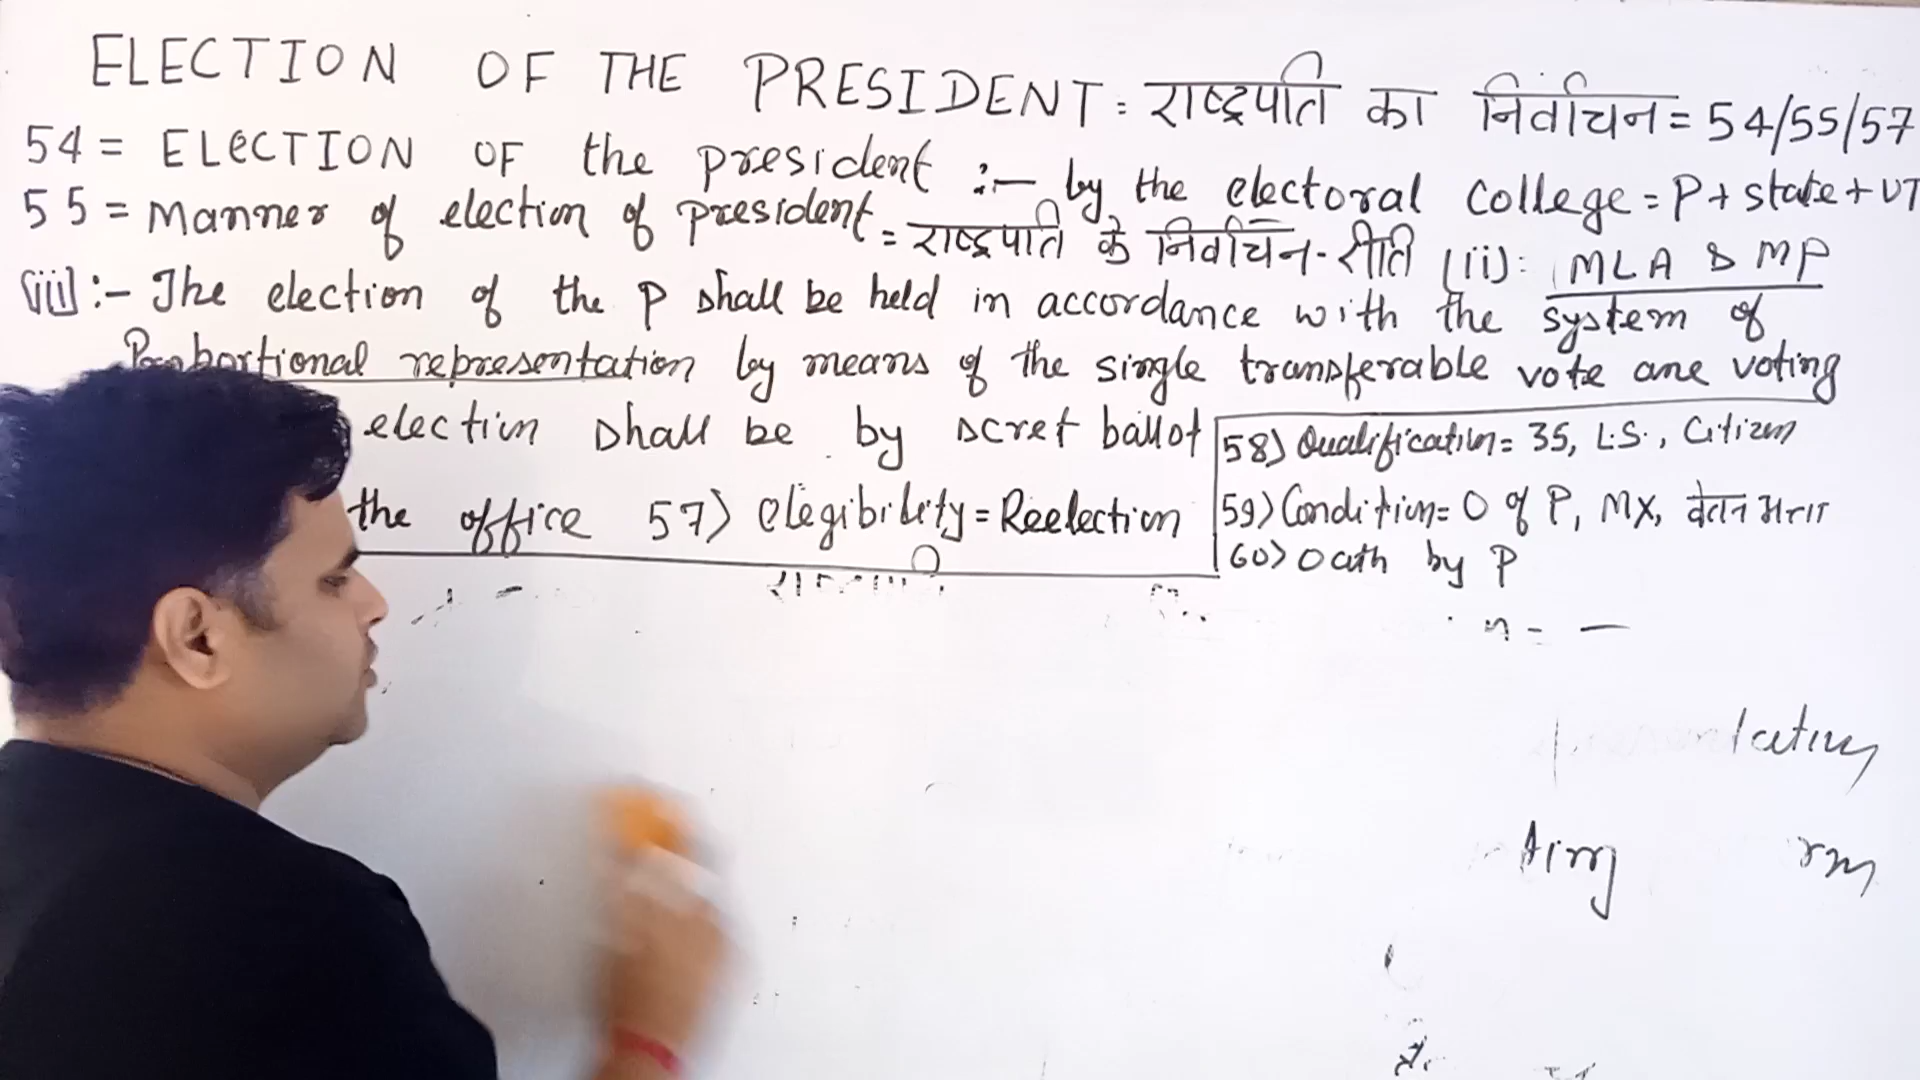 ELECTION OF THE PRESIDENT = राष्ट्रपति का निर्वाचन = 54/55/57
54 = ELeCTION OF the president :- by the electoral College = P + state + UT
55 = Manner of election of president = राष्ट्रपति के निर्वाचन-रीति (ii): MLA & MP
(iii) :- The election of the P shall be held in accordance with the system of
Proportional representation by means of the single transferable vote ane voting
election shall be by scret ballot
the office 57) elegibility = Reelection
58) Qualification = 35, L.S., Citizen
59) Condition = O of P, MX, वेतन भत्ता
60) Oath by P